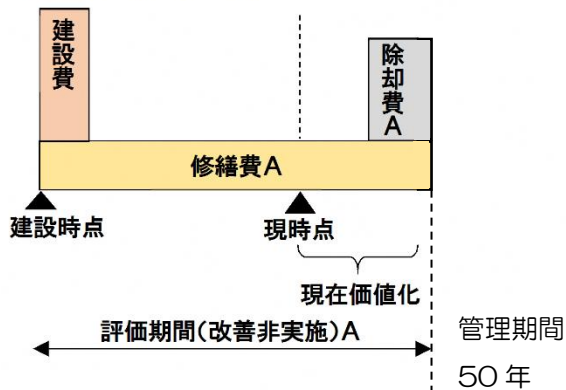 建設費
除却費A
修繕費A
建設時点
現時点
現在価値化
評価期間(改善非実施)A
管理期間
50年